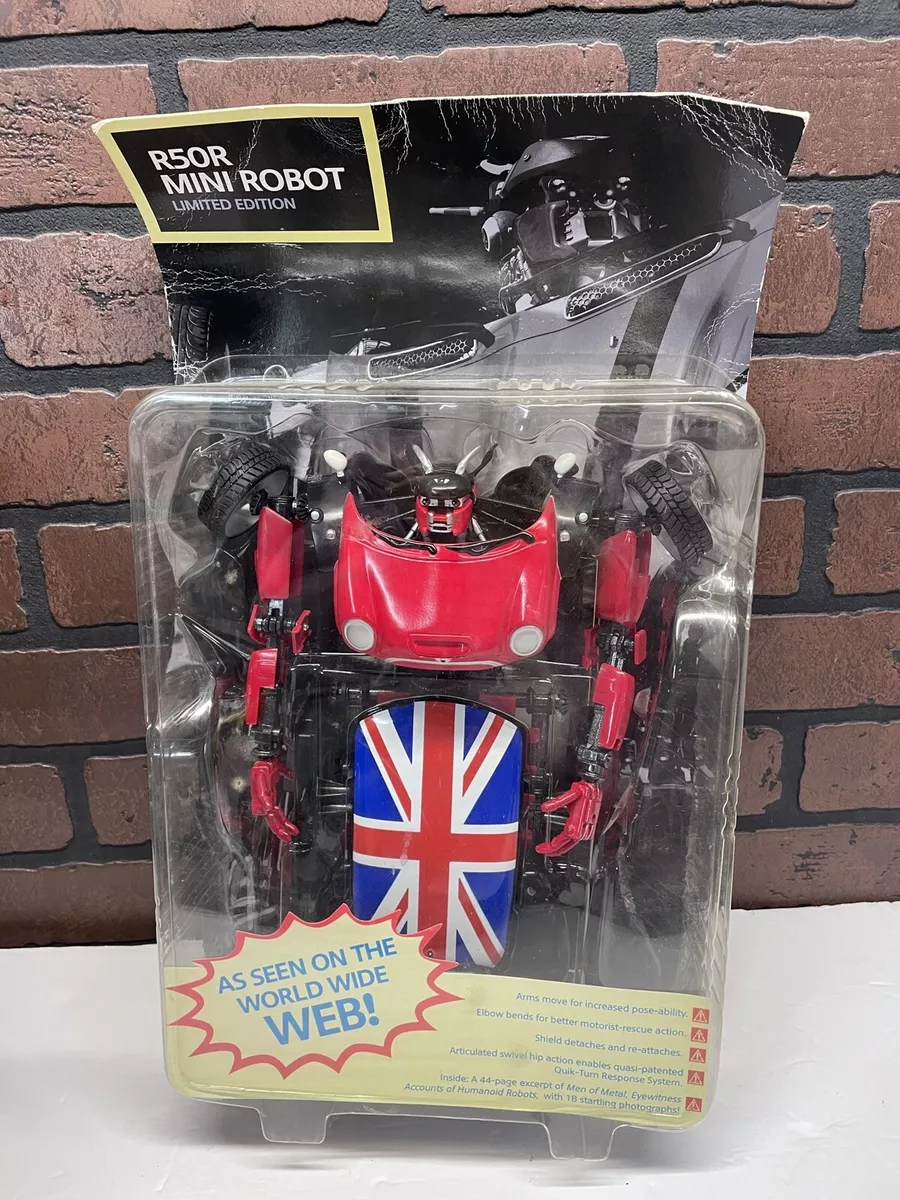 R50R
MINI ROBOT
LIMITED EDITION
AS SEEN ON THE
WORLD WIDE
WEB!
Arms move for increased pose-ability.
Elbow bends for better motorist-rescue action.
Shield detaches and re-attaches.
Articulated swivel hip action enables quasi-patented
Quik-Turn Response System.
Inside: A 44-page excerpt of Men of Metal, Eyewitness
Accounts of Humanoid Robots, with 18 startling photographs!